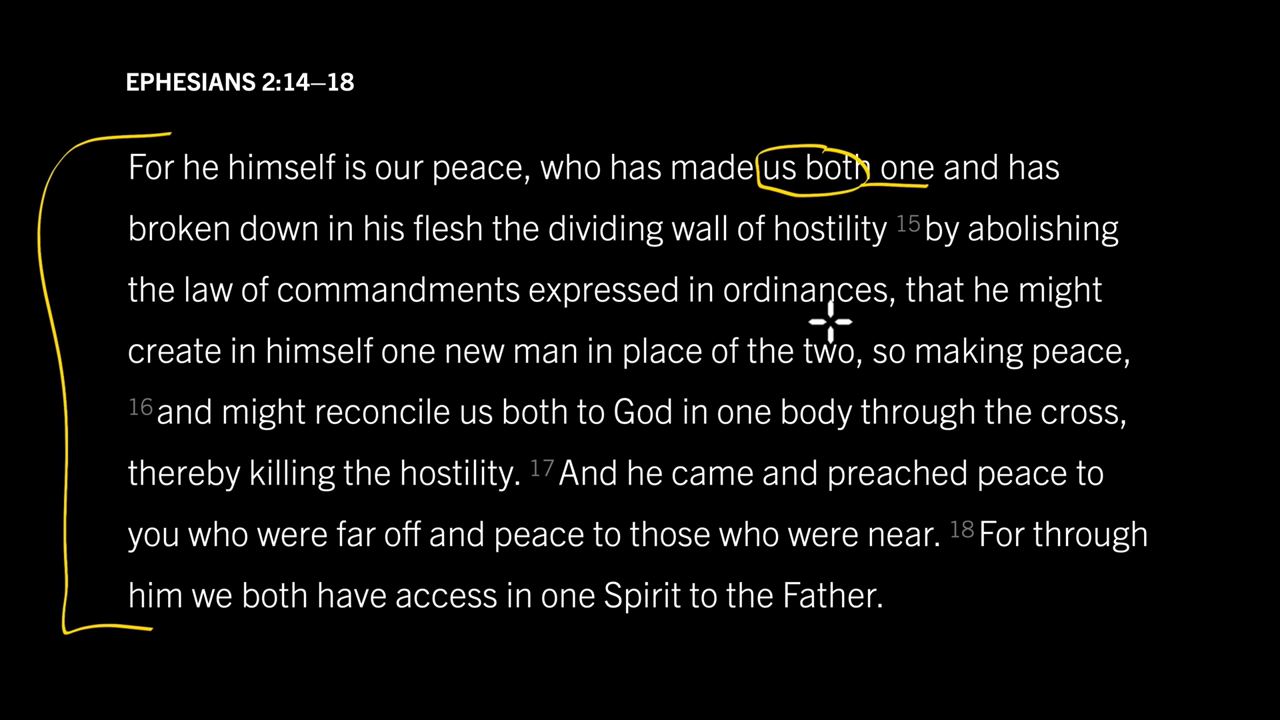 EPHESIANS 2:14–18
For he himself is our peace, who has made us both one and has
broken down in his flesh the dividing wall of hostility 15 by abolishing
the law of commandments expressed in ordinances, that he might
create in himself one new man in place of the two, so making peace,
16 and might reconcile us both to God in one body through the cross,
thereby killing the hostility. 17 And he came and preached peace to
you who were far off and peace to those who were near. 18 For through
him we both have access in one Spirit to the Father.